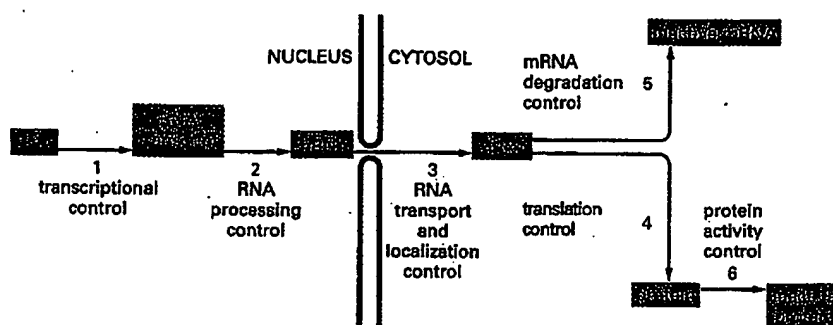 NUCLEUS CYTOSOL
1
transcriptional
control
2
RNA
processing
control
3
RNA
transport
and
localization
control
mRNA
degradation
control
5
translation
control
4
protein
activity
control
6